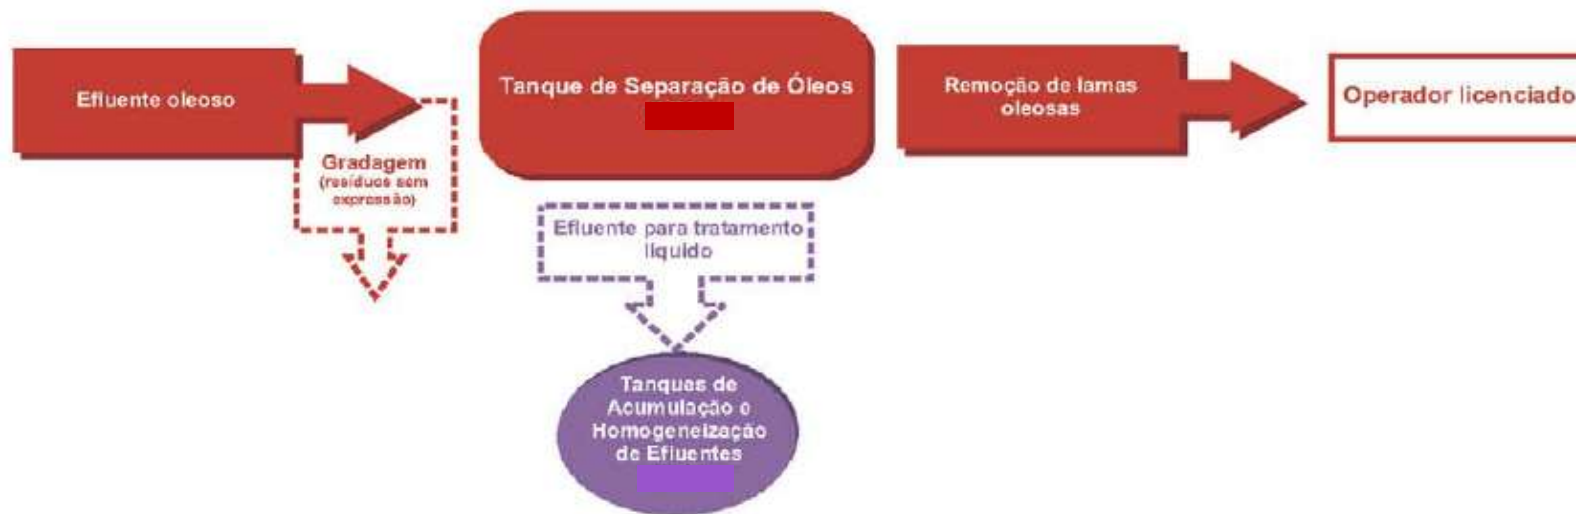 Efluente oleoso
Gradagem
(resíduos sem
expressão)
Tanque de Separação de Óleos
Remoção de lamas
oleosas
Operador licenciado
Efluente para tratamento
líquido
Tanques de
Acumulação e
Homogeneização
de Efluentes